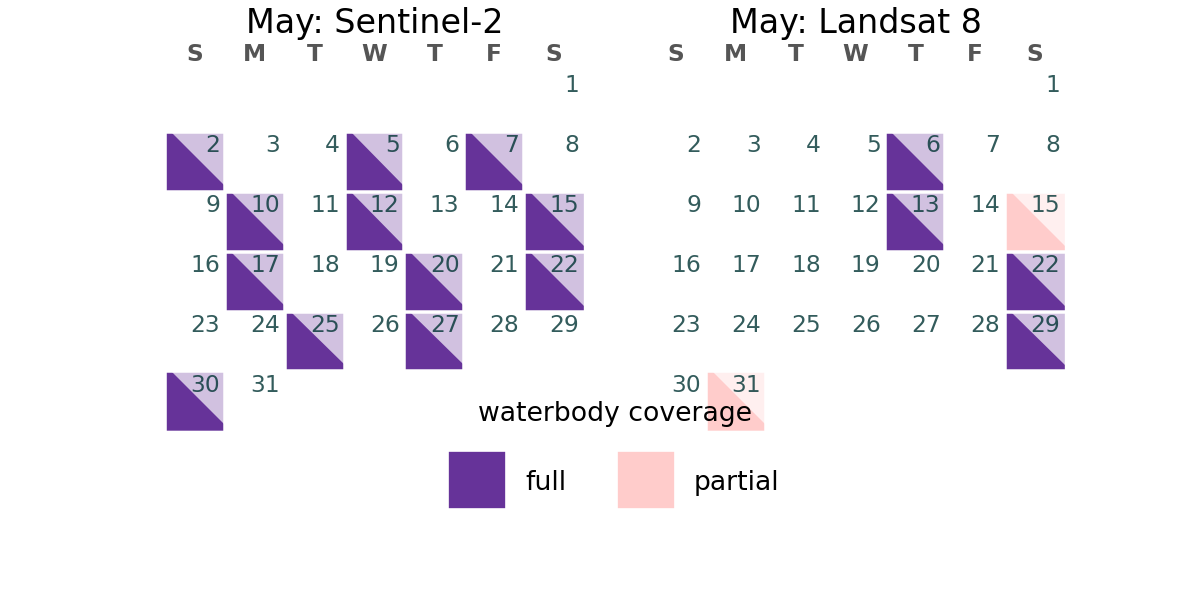 May: Sentinel-2
S M T W T F S
1
2 3 4 5 6 7 8
9 10 11 12 13 14 15
16 17 18 19 20 21 22
23 24 25 26 27 28 29
30 31
May: Landsat 8
S M T W T F S
1
2 3 4 5 6 7 8
9 10 11 12 13 14 15
16 17 18 19 20 21 22
23 24 25 26 27 28 29
30 31
waterbody coverage
full
partial